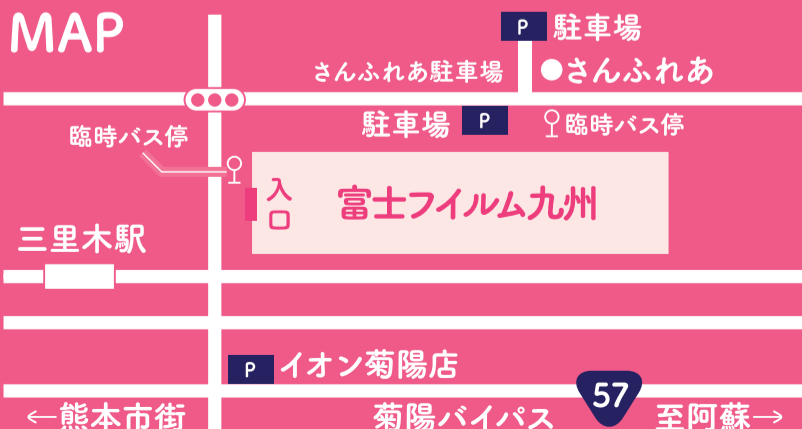 MAP
P 駐車場
さんふれあ駐車場
●さんふれあ
駐車場 P
臨時バス停
臨時バス停
入口
富士フイルム九州
三里木駅
P イオン菊陽店
57
←熊本市街
菊陽バイパス
至阿蘇→